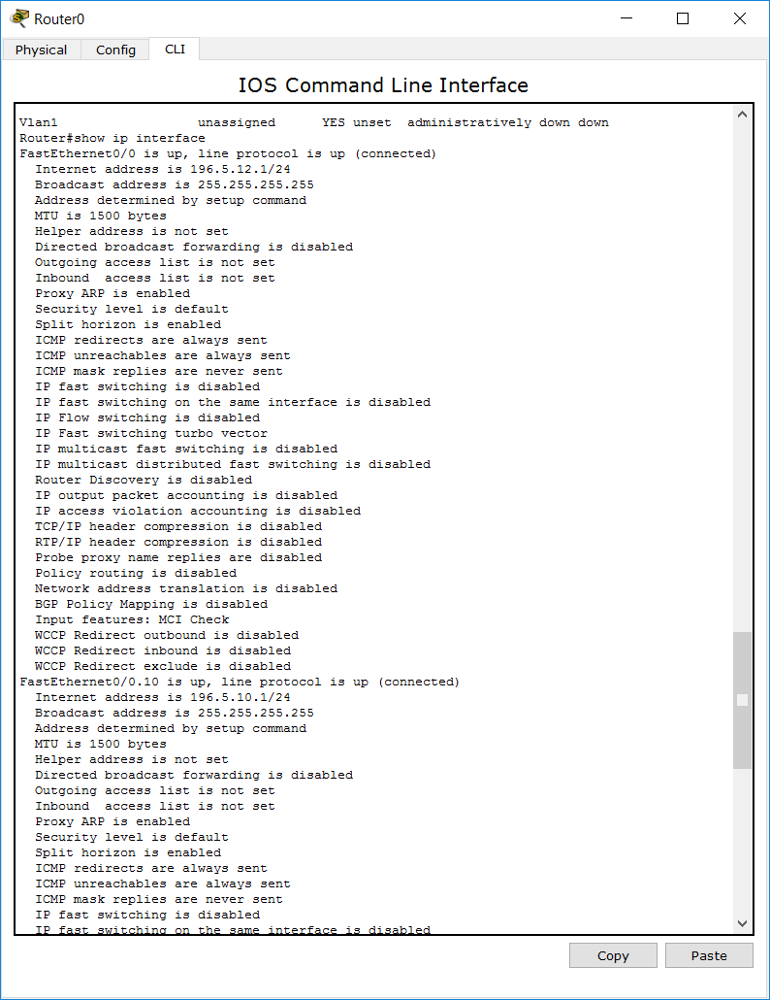 Router0
Physical Config CLI
IOS Command Line Interface
Vlan1                  unassigned      YES unset  administratively down down
Router#show ip interface
FastEthernet0/0 is up, line protocol is up (connected)
  Internet address is 196.5.12.1/24
  Broadcast address is 255.255.255.255
  Address determined by setup command
  MTU is 1500 bytes
  Helper address is not set
  Directed broadcast forwarding is disabled
  Outgoing access list is not set
  Inbound  access list is not set
  Proxy ARP is enabled
  Security level is default
  Split horizon is enabled
  ICMP redirects are always sent
  ICMP unreachables are always sent
  ICMP mask replies are never sent
  IP fast switching is disabled
  IP fast switching on the same interface is disabled
  IP Flow switching is disabled
  IP Fast switching turbo vector
  IP multicast fast switching is disabled
  IP multicast distributed fast switching is disabled
  Router Discovery is disabled
  IP output packet accounting is disabled
  IP access violation accounting is disabled
  TCP/IP header compression is disabled
  RTP/IP header compression is disabled
  Probe proxy name replies are disabled
  Policy routing is disabled
  Network address translation is disabled
  BGP Policy Mapping is disabled
  Input features: MCI Check
  WCCP Redirect outbound is disabled
  WCCP Redirect inbound is disabled
  WCCP Redirect exclude is disabled
FastEthernet0/0.10 is up, line protocol is up (connected)
  Internet address is 196.5.10.1/24
  Broadcast address is 255.255.255.255
  Address determined by setup command
  MTU is 1500 bytes
  Helper address is not set
  Directed broadcast forwarding is disabled
  Outgoing access list is not set
  Inbound  access list is not set
  Proxy ARP is enabled
  Security level is default
  Split horizon is enabled
  ICMP redirects are always sent
  ICMP unreachables are always sent
  ICMP mask replies are never sent
  IP fast switching is disabled
  IP fast switching on the same interface is disabled
Copy Paste